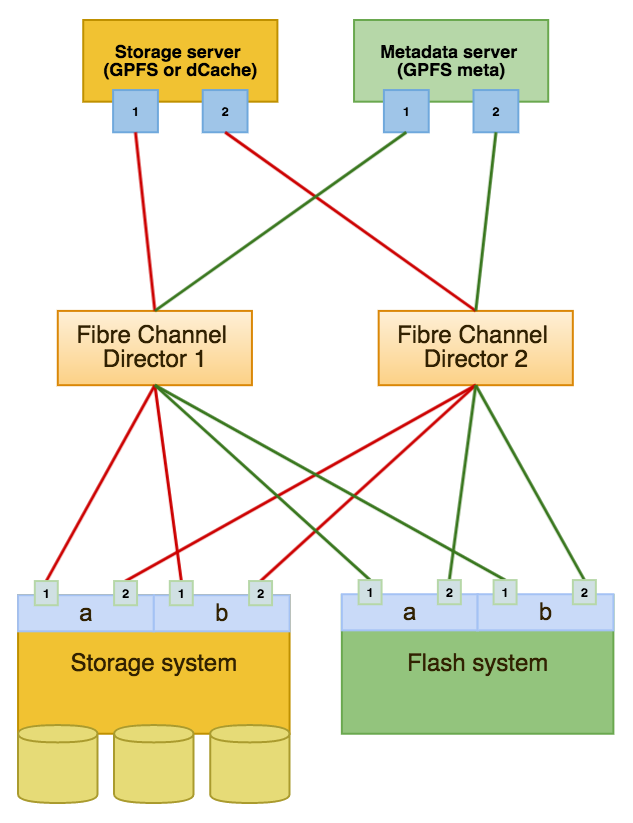 Storage server
(GPFS or dCache)
Metadata server
(GPFS meta)
1
2
1
2
Fibre Channel
Director 1
Fibre Channel
Director 2
1
2
1
2
1
2
1
2
a
b
a
b
Storage system
Flash system